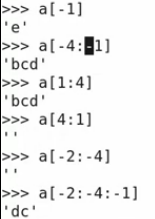 >>> a[-1]
'e'
>>> a[-4:-1]
'bcd'
>>> a[1:4]
'bcd'
>>> a[4:1]
''
>>> a[-2:-4]
''
>>> a[-2:-4:-1]
'dc'